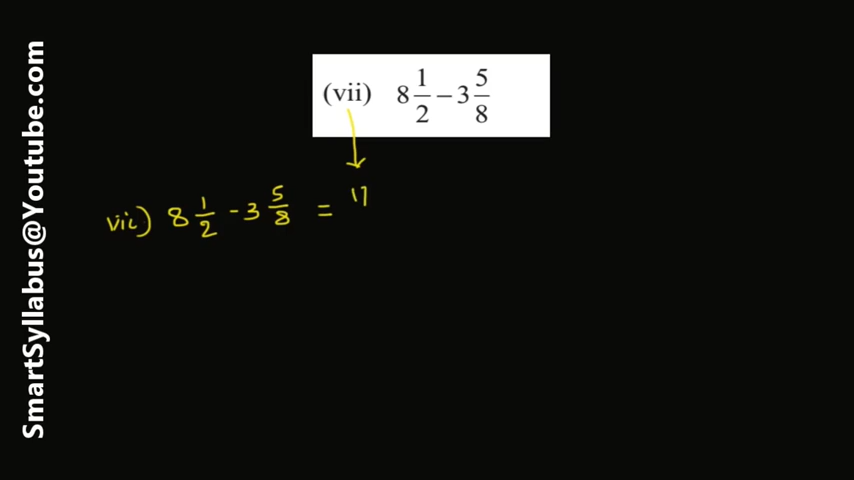 SmartSyllabus@Youtube.com
(vii) 8 1/2 − 3 5/8
vii) 8 1/2 - 3 5/8 = 17